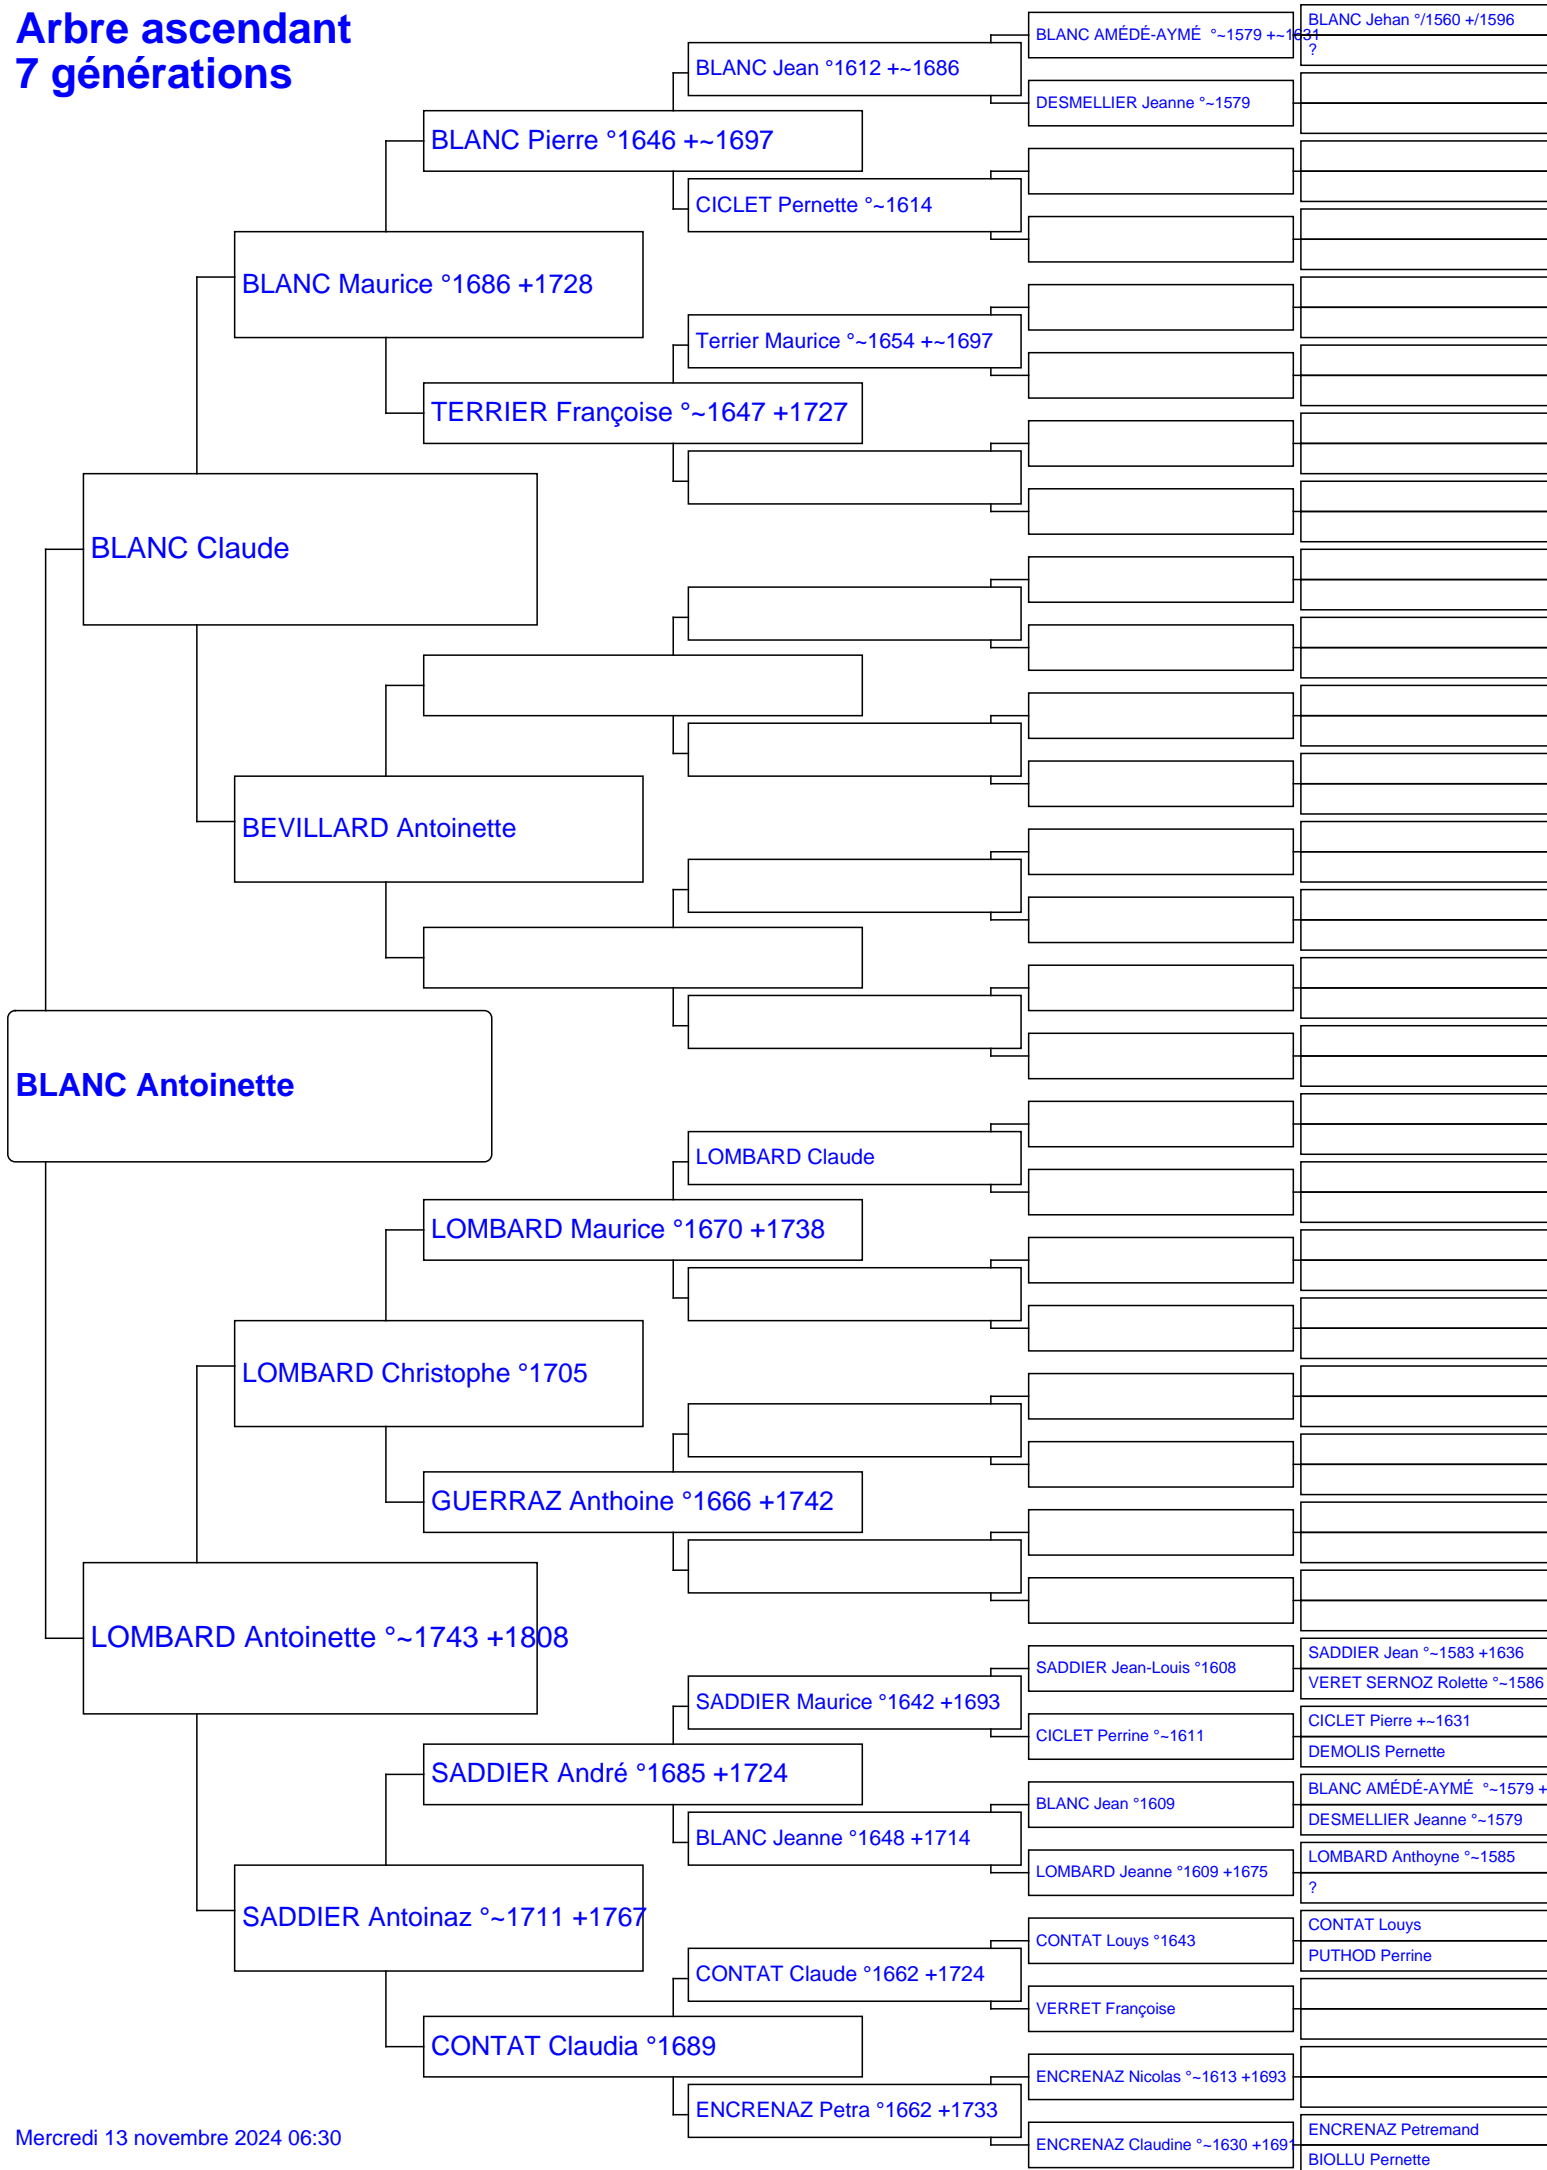 Arbre ascendant
7 générations
BLANC Jehan °/1560 +/1596
BLANC AMÉDÉ-AYMÉ °~1579 +~1631
?
BLANC Jean °1612 +~1686
DESMELLIER Jeanne °~1579
BLANC Pierre °1646 +~1697
CICLET Pernette °~1614
BLANC Maurice °1686 +1728
Terrier Maurice °~1654 +~1697
TERRIER Françoise °~1647 +1727
BLANC Claude
BEVILLARD Antoinette
BLANC Antoinette
LOMBARD Claude
LOMBARD Maurice °1670 +1738
LOMBARD Christophe °1705
GUERRAZ Anthoine °1666 +1742
LOMBARD Antoinette °~1743 +1808
SADDIER Jean °~1583 +1636
SADDIER Jean-Louis °1608
VERET SERNOZ Rolette °~1586
SADDIER Maurice °1642 +1693
CICLET Pierre +~1631
CICLET Perrine °~1611
DEMOLIS Pernette
SADDIER André °1685 +1724
BLANC AMÉDÉ-AYMÉ °~1579 +
BLANC Jean °1609
DESMELLIER Jeanne °~1579
BLANC Jeanne °1648 +1714
LOMBARD Anthoyne °~1585
LOMBARD Jeanne °1609 +1675
?
SADDIER Antoinaz °~1711 +1767
CONTAT Louys
CONTAT Louys °1643
PUTHOD Perrine
CONTAT Claude °1662 +1724
VERRET Françoise
CONTAT Claudia °1689
ENCRENAZ Nicolas °~1613 +1693
ENCRENAZ Petra °1662 +1733
ENCRENAZ Petremand
ENCRENAZ Claudine °~1630 +1691
BIOLLU Pernette
Mercredi 13 novembre 2024 06:30